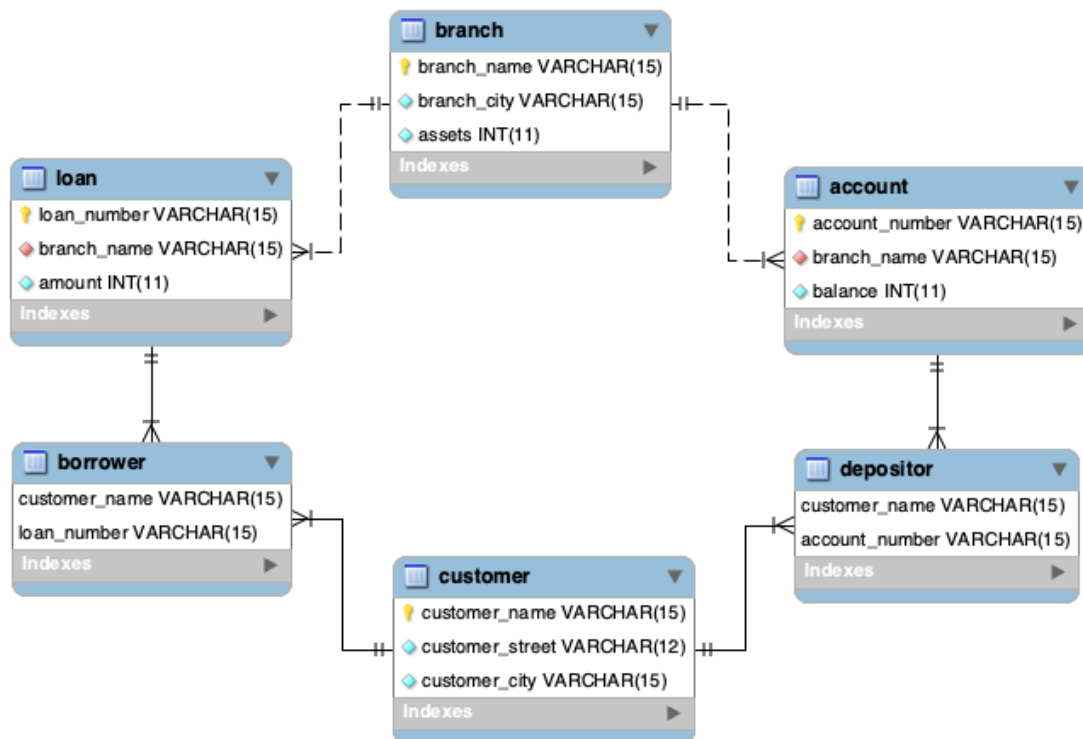 branch
branch_name VARCHAR(15)
branch_city VARCHAR(15)
assets INT(11)
Indexes
loan
loan_number VARCHAR(15)
branch_name VARCHAR(15)
amount INT(11)
Indexes
account
account_number VARCHAR(15)
branch_name VARCHAR(15)
balance INT(11)
Indexes
borrower
customer_name VARCHAR(15)
loan_number VARCHAR(15)
Indexes
depositor
customer_name VARCHAR(15)
account_number VARCHAR(15)
Indexes
customer
customer_name VARCHAR(15)
customer_street VARCHAR(12)
customer_city VARCHAR(15)
Indexes